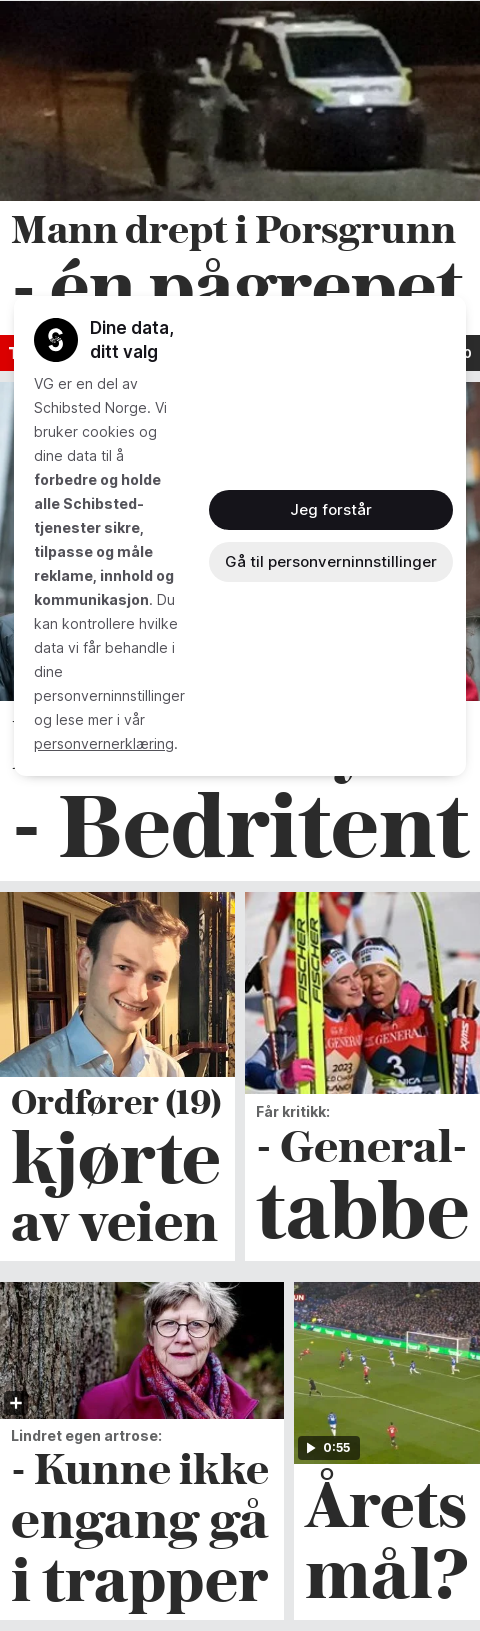 Mann drept i Porsgrunn
- én pågrepet
Dine data,
ditt valg
VG er en del av
Schibsted Norge. Vi
bruker cookies og
dine data til å
forbedre og holde
alle Schibsted-
tjenester sikre,
tilpasse og måle
reklame, innhold og
kommunikasjon. Du
kan kontrollere hvilke
data vi får behandle i
dine
personverninnstillinger
og lese mer i vår
personvernerklæring.
Jeg forstår
Gå til personverninnstillinger
- Bedritent
FISCHER
FISCHER
GENERALI
2023
GENERALI
3
swix
Ordfører (19)
kjørte
av veien
Får kritikk:
- General-
tabbe
Lindret egen artrose:
- Kunne ikke
engang gå
i trapper
0:55
Årets
mål?